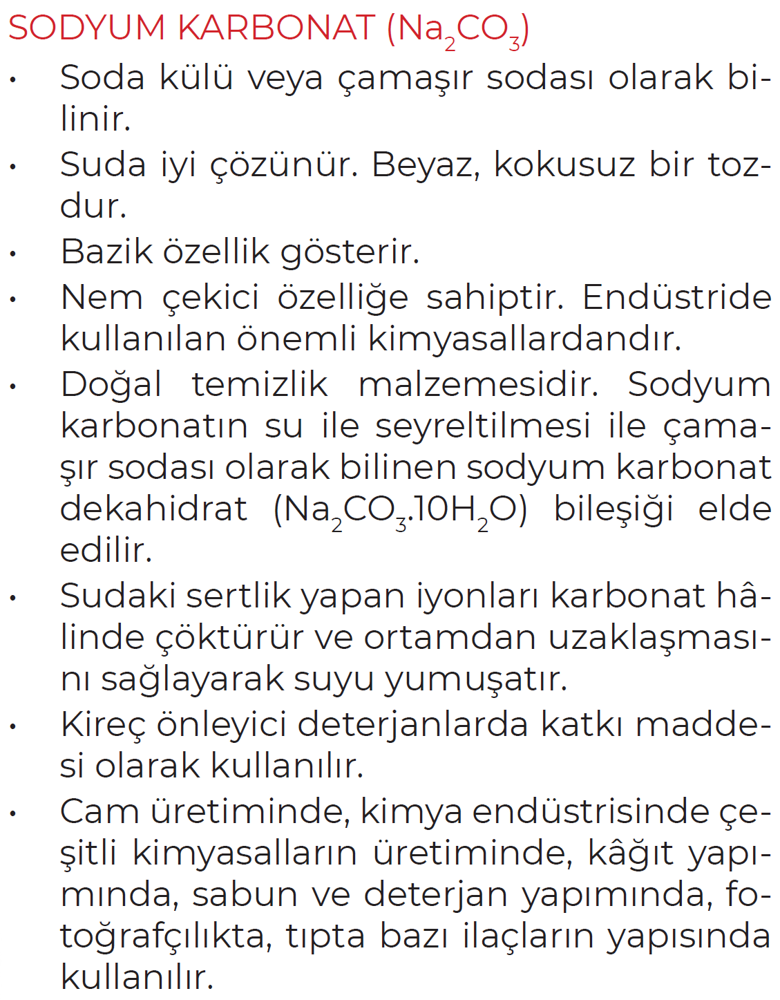 SODYUM KARBONAT (Na₂CO₃)
• Soda külü veya çamaşır sodası olarak bi-
linir.
• Suda iyi çözünür. Beyaz, kokusuz bir toz-
dur.
• Bazik özellik gösterir.
• Nem çekici özelliğe sahiptir. Endüstride
kullanılan önemli kimyasallardandır.
• Doğal temizlik malzemesidir. Sodyum
karbonatın su ile seyreltilmesi ile çama-
şır sodası olarak bilinen sodyum karbonat
dekahidrat (Na₂CO₃.10H₂O) bileşiği elde
edilir.
• Sudaki sertlik yapan iyonları karbonat hâ-
linde çöktürür ve ortamdan uzaklaşması-
nı sağlayarak suyu yumuşatır.
• Kireç önleyici deterjanlarda katkı madde-
si olarak kullanılır.
• Cam üretiminde, kimya endüstrisinde çe-
şitli kimyasalların üretiminde, kâğıt yapı-
mında, sabun ve deterjan yapımında, fo-
toğrafçılıkta, tıpta bazı ilaçların yapısında
kullanılır.